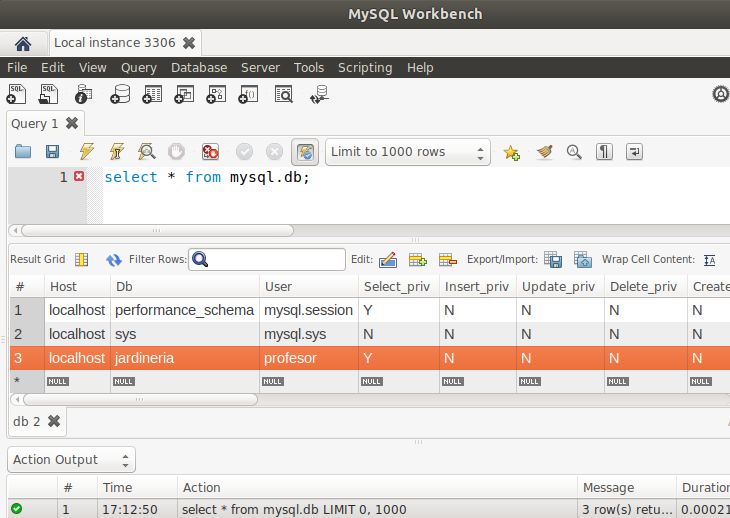 MySQL Workbench
Local instance 3306
File Edit View Query Database Server Tools Scripting Help
Query 1
Limit to 1000 rows
1 select * from mysql.db;
Result Grid Filter Rows: Edit: Export/Import: Wrap Cell Content:
# Host Db User Select_priv Insert_priv Update_priv Delete_priv Create
1 localhost performance_schema mysql.session Y N N N N
2 localhost sys mysql.sys N N N N N
3 localhost jardineria profesor Y N N N N
* NULL NULL NULL NULL NULL NULL NULL NULL
db 2
Action Output
# Time Action Message Duration
1 17:12:50 select * from mysql.db LIMIT 0, 1000 3 row(s) retu... 0.00021